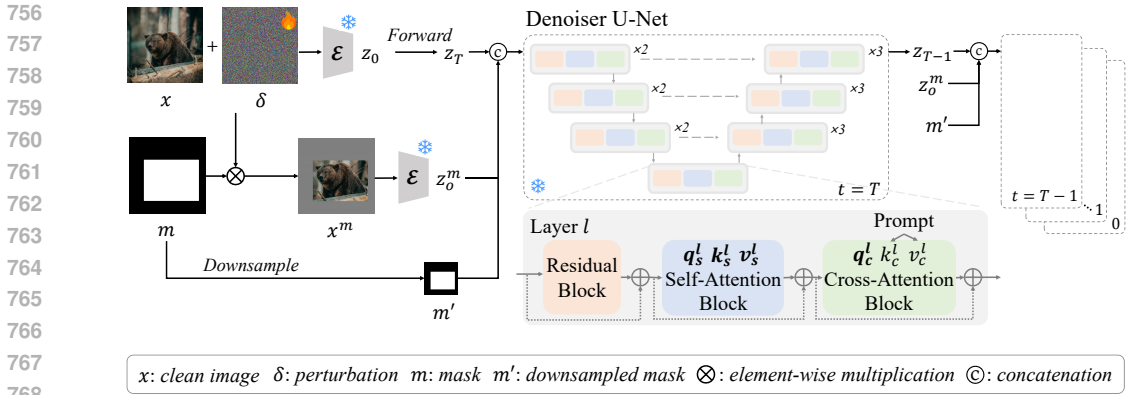 756
757
758
759
760
761
762
763
764
765
766
767
768
Denoiser U-Net
x + δ ε z₀ Forward z_T © z_{T−1} ©
×2 ×3
×2 ×3
×2 ×3
z_o^m
m′
m x^m ε z_o^m
t = T
t = T − 1
1
0
Downsample
m′
Layer l
Prompt
q_s^l k_s^l v_s^l
q_c^l k_c^l v_c^l
Residual Block
Self-Attention Block
Cross-Attention Block
x: clean image δ: perturbation m: mask m′: downsampled mask ⊗: element-wise multiplication ©: concatenation